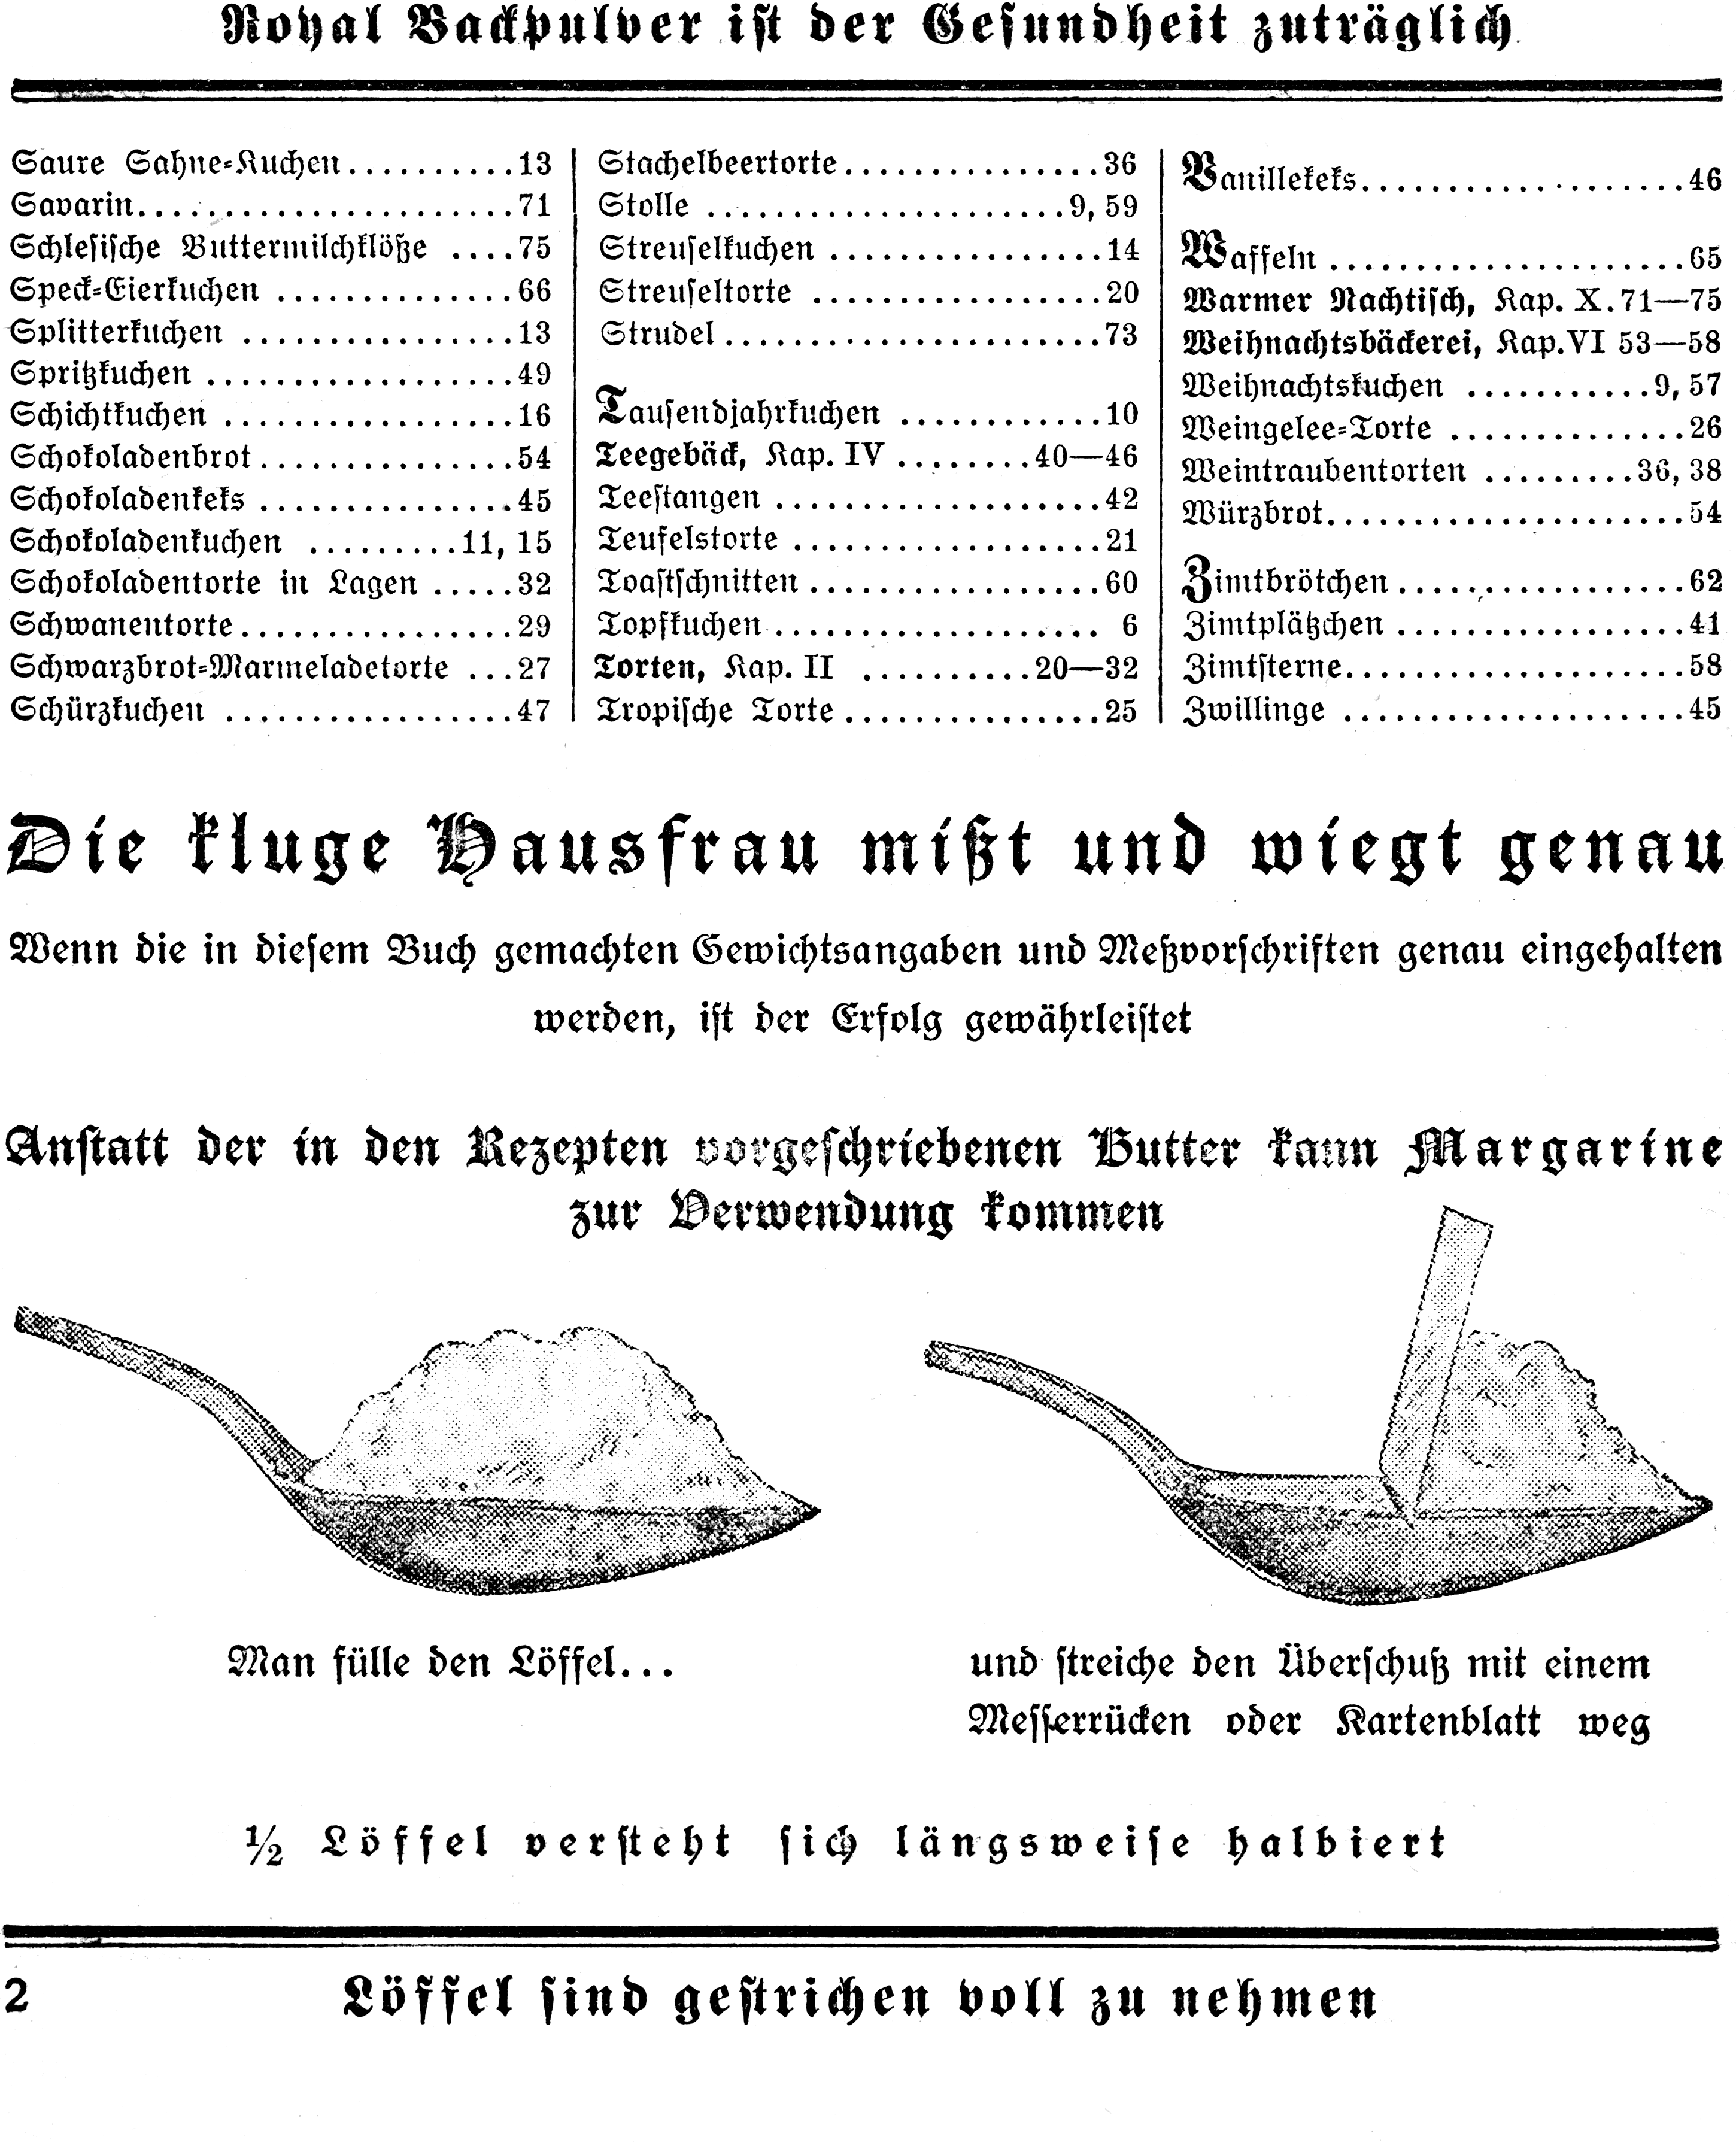 Royal Backpulver ist der Gesundheit zuträglich
Saure Sahne-Kuchen..........13
Savarin......................71
Schlesische Buttermilchklöße ....75
Speck-Eierkuchen ..............66
Splitterkuchen ................13
Spritzkuchen ..................49
Schichtkuchen .................16
Schokoladenbrot...............54
Schokoladenkeks ...............45
Schokoladenkuchen .........11, 15
Schokoladentorte in Lagen .....32
Schwanentorte................29
Schwarzbrot-Marmeladetorte ...27
Schürzkuchen .................47
Stachelbeertorte...............36
Stolle .....................9, 59
Streuselkuchen ................14
Streuseltorte .................20
Strudel......................73
Tausendjahrkuchen ............10
Teegebäck, Kap. IV ........40—46
Teestangen ...................42
Teufelstorte ..................21
Toastschnitten .................60
Topfkuchen................... 6
Torten, Kap. II ..........20—32
Tropische Torte...............25
Vanillekeks...................46
Waffeln .....................65
Warmer Nachtisch, Kap. X.71—75
Weihnachtsbäckerei, Kap.VI 53—58
Weihnachtskuchen ...........9, 57
Weingelee-Torte ..............26
Weintraubentorten .........36, 38
Würzbrot.....................54
Zimtbrötchen.................62
Zimtplätzchen .................41
Zimtsterne....................58
Zwillinge ....................45
Die kluge Hausfrau mißt und wiegt genau
Wenn die in diesem Buch gemachten Gewichtsangaben und Meßvorschriften genau eingehalten
werden, ist der Erfolg gewährleistet
Anstatt der in den Rezepten vorgeschriebenen Butter kann Margarine
zur Verwendung kommen
Man fülle den Löffel...
und streiche den Überschuß mit einem
Messerrücken oder Kartenblatt weg
½ Löffel versteht sich längsweise halbiert
2 Löffel sind gestrichen voll zu nehmen